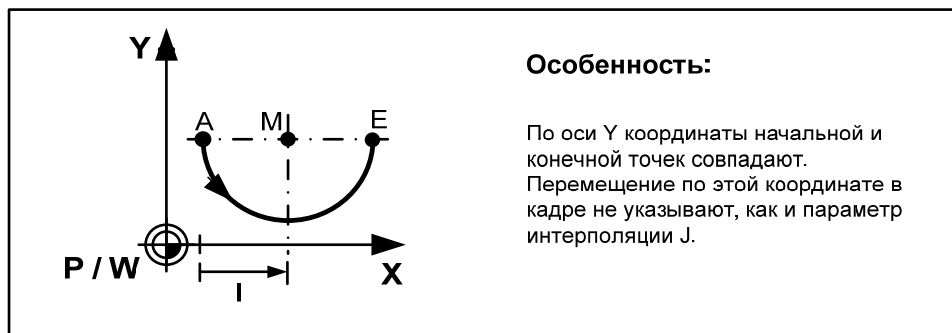 Y
A M E
P / W
X
I
Особенность:
По оси Y координаты начальной и
конечной точек совпадают.
Перемещение по этой координате в
кадре не указывают, как и параметр
интерполяции J.